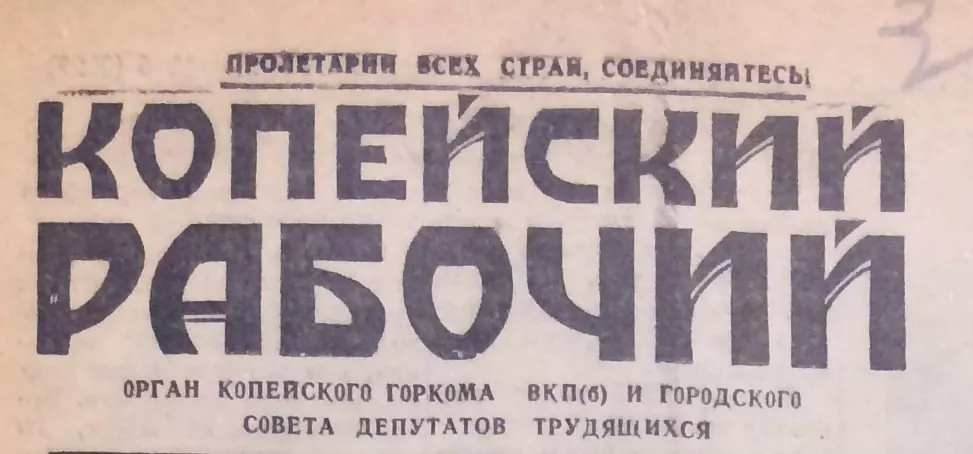 ПРОЛЕТАРИИ ВСЕХ СТРАН, СОЕДИНЯЙТЕСЬ!
КОПЕЙСКИЙ
РАБОЧИЙ
ОРГАН КОПЕЙСКОГО ГОРКОМА ВКП(б) И ГОРОДСКОГО
СОВЕТА ДЕПУТАТОВ ТРУДЯЩИХСЯ